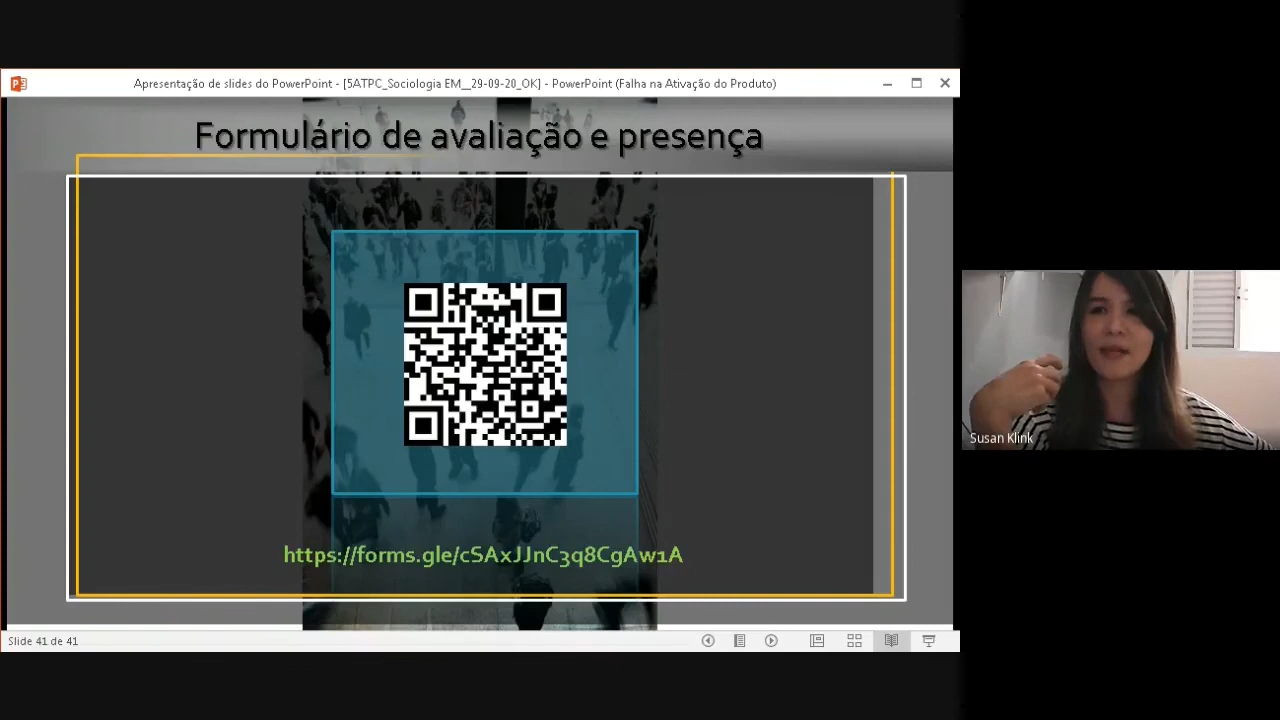 Apresentação de slides do PowerPoint - [5ATPC_Sociologia EM__29-09-20_OK] - PowerPoint (Falha na Ativação do Produto)
Formulário de avaliação e presença
https://forms.gle/cSAxJJnC3q8CgAw1A
Susan Klink
Slide 41 de 41